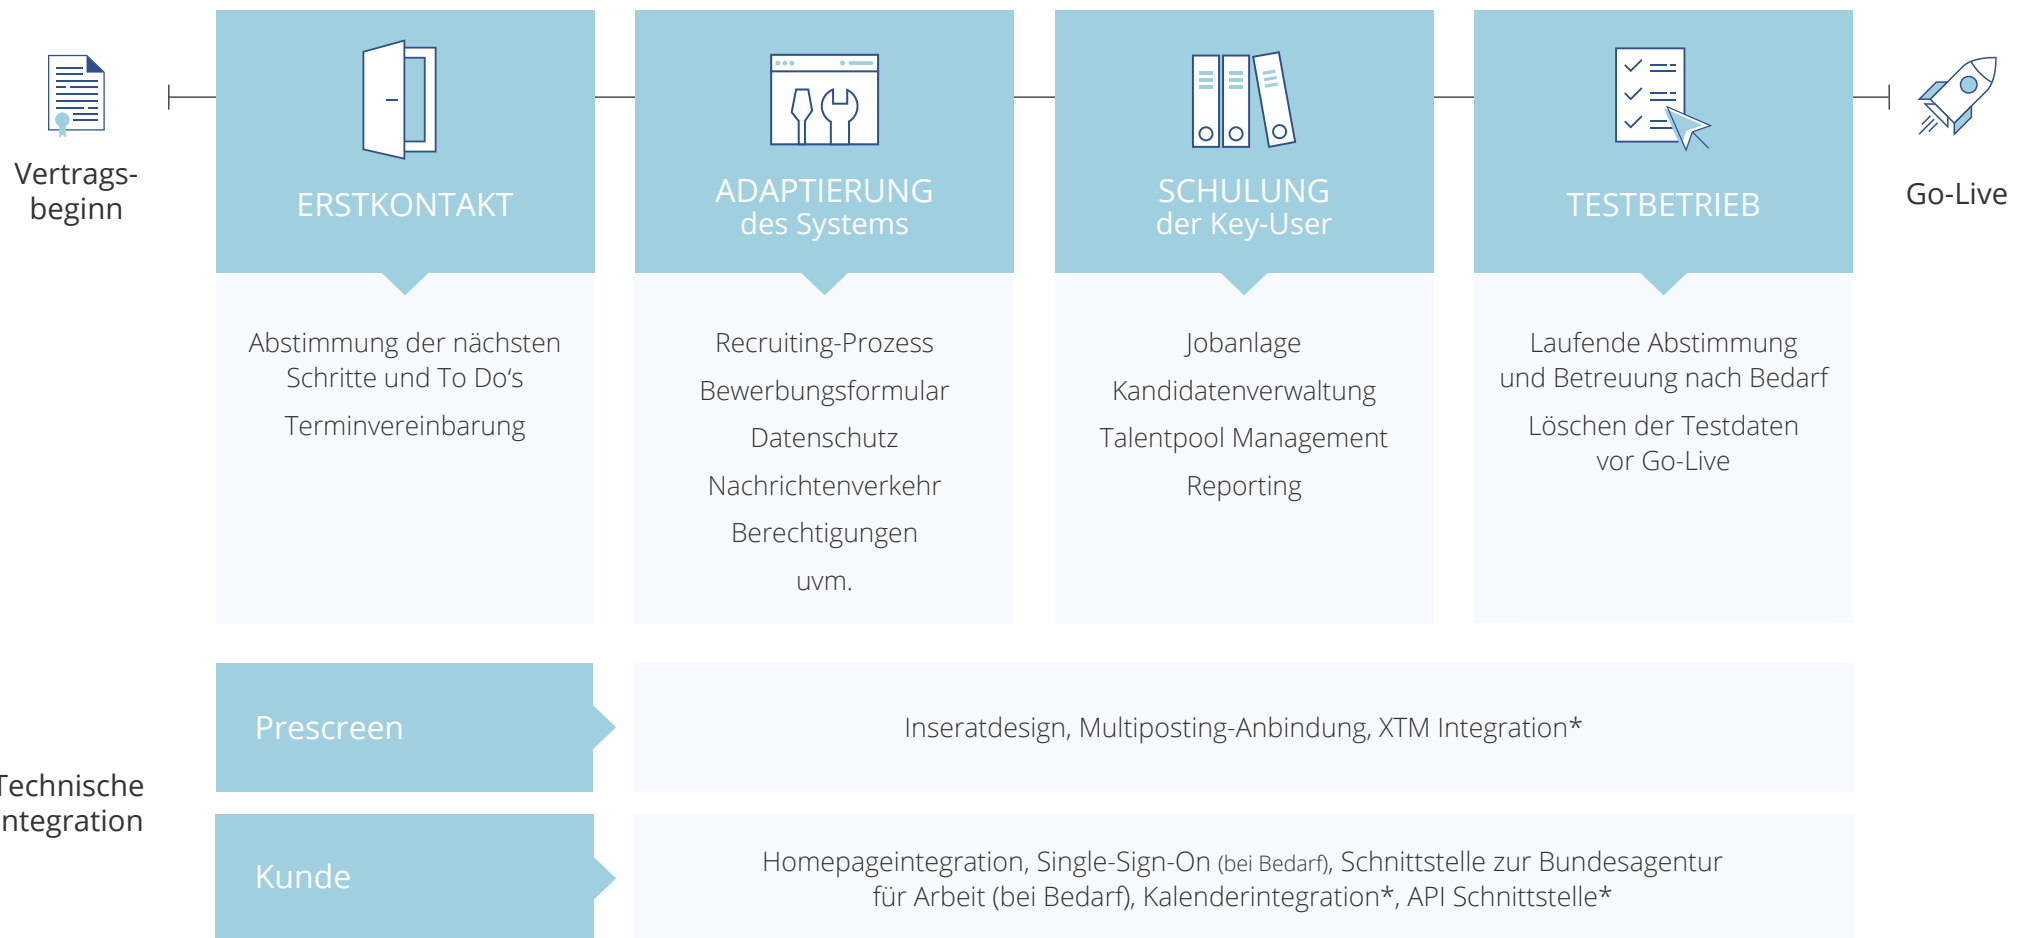 Vertrags-
beginn
ERSTKONTAKT
ADAPTIERUNG
des Systems
SCHULUNG
der Key-User
TESTBETRIEB
Go-Live
Abstimmung der nächsten
Schritte und To Do‘s
Terminvereinbarung
Recruiting-Prozess
Bewerbungsformular
Datenschutz
Nachrichtenverkehr
Berechtigungen
uvm.
Jobanlage
Kandidatenverwaltung
Talentpool Management
Reporting
Laufende Abstimmung
und Betreuung nach Bedarf
Löschen der Testdaten
vor Go-Live
Technische
Integration
Prescreen
Inseratdesign, Multiposting-Anbindung, XTM Integration*
Kunde
Homepageintegration, Single-Sign-On (bei Bedarf), Schnittstelle zur Bundesagentur
für Arbeit (bei Bedarf), Kalenderintegration*, API Schnittstelle*